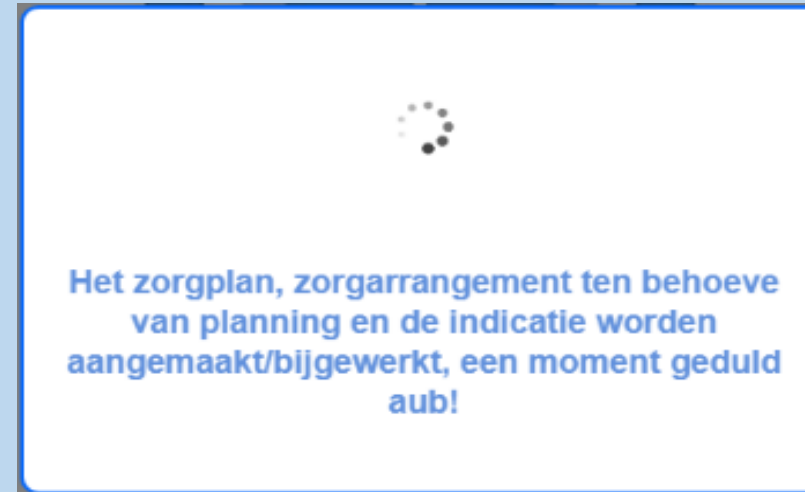 Het zorgplan, zorgarrangement ten behoeve
van planning en de indicatie worden
aangemaakt/bijgewerkt, een moment geduld
aub!